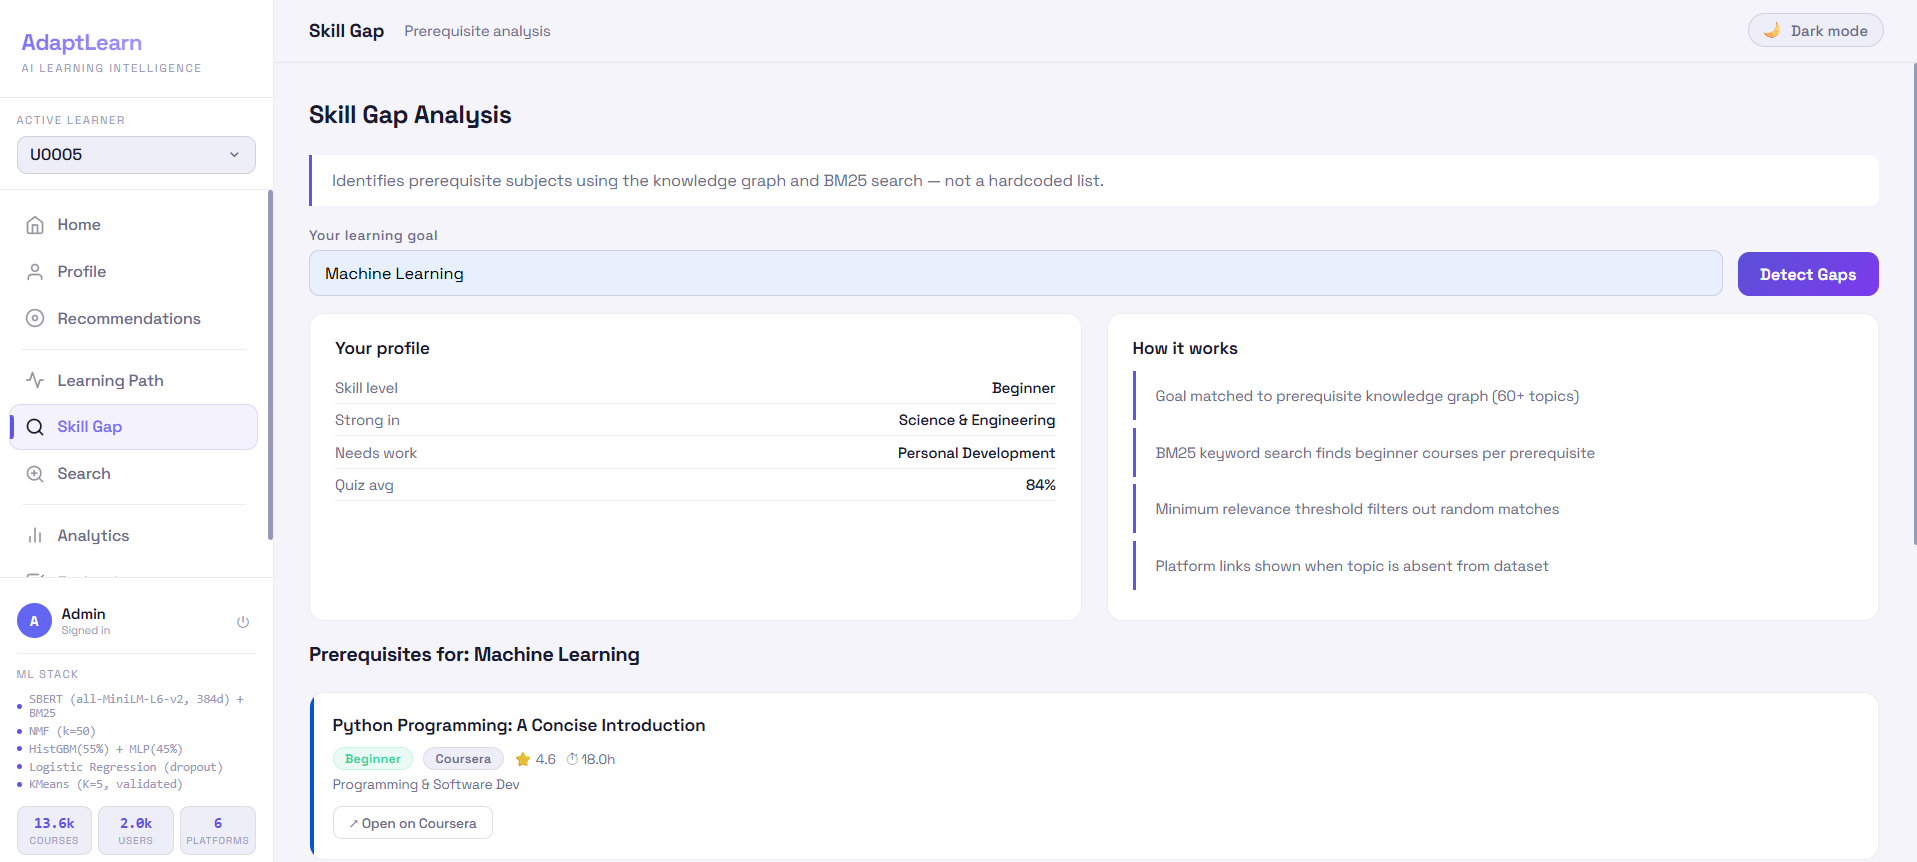 AdaptLearn
AI LEARNING INTELLIGENCE
ACTIVE LEARNER
U0005
Home
Profile
Recommendations
Learning Path
Skill Gap
Search
Analytics
A
Admin
Signed in
ML STACK
SBERT (all-MiniLM-L6-v2, 384d) +
BM25
NMF (k=50)
HistGBM(55%) + MLP(45%)
Logistic Regression (dropout)
KMeans (K=5, validated)
13.6k
COURSES
2.0k
USERS
6
PLATFORMS
Skill Gap
Prerequisite analysis
Dark mode
Skill Gap Analysis
Identifies prerequisite subjects using the knowledge graph and BM25 search — not a hardcoded list.
Your learning goal
Machine Learning
Detect Gaps
Your profile
Skill level Beginner
Strong in Science & Engineering
Needs work Personal Development
Quiz avg 84%
How it works
Goal matched to prerequisite knowledge graph (60+ topics)
BM25 keyword search finds beginner courses per prerequisite
Minimum relevance threshold filters out random matches
Platform links shown when topic is absent from dataset
Prerequisites for: Machine Learning
Python Programming: A Concise Introduction
Beginner Coursera ⭐ 4.6 ⏱ 18.0h
Programming & Software Dev
↗ Open on Coursera